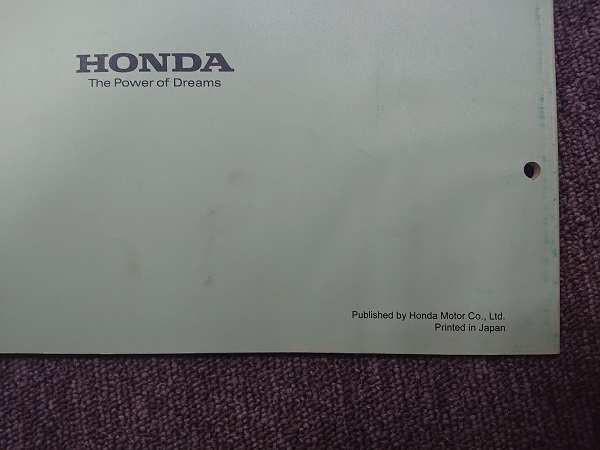 HONDA
The Power of Dreams
Published by Honda Motor Co., Ltd.
Printed in Japan